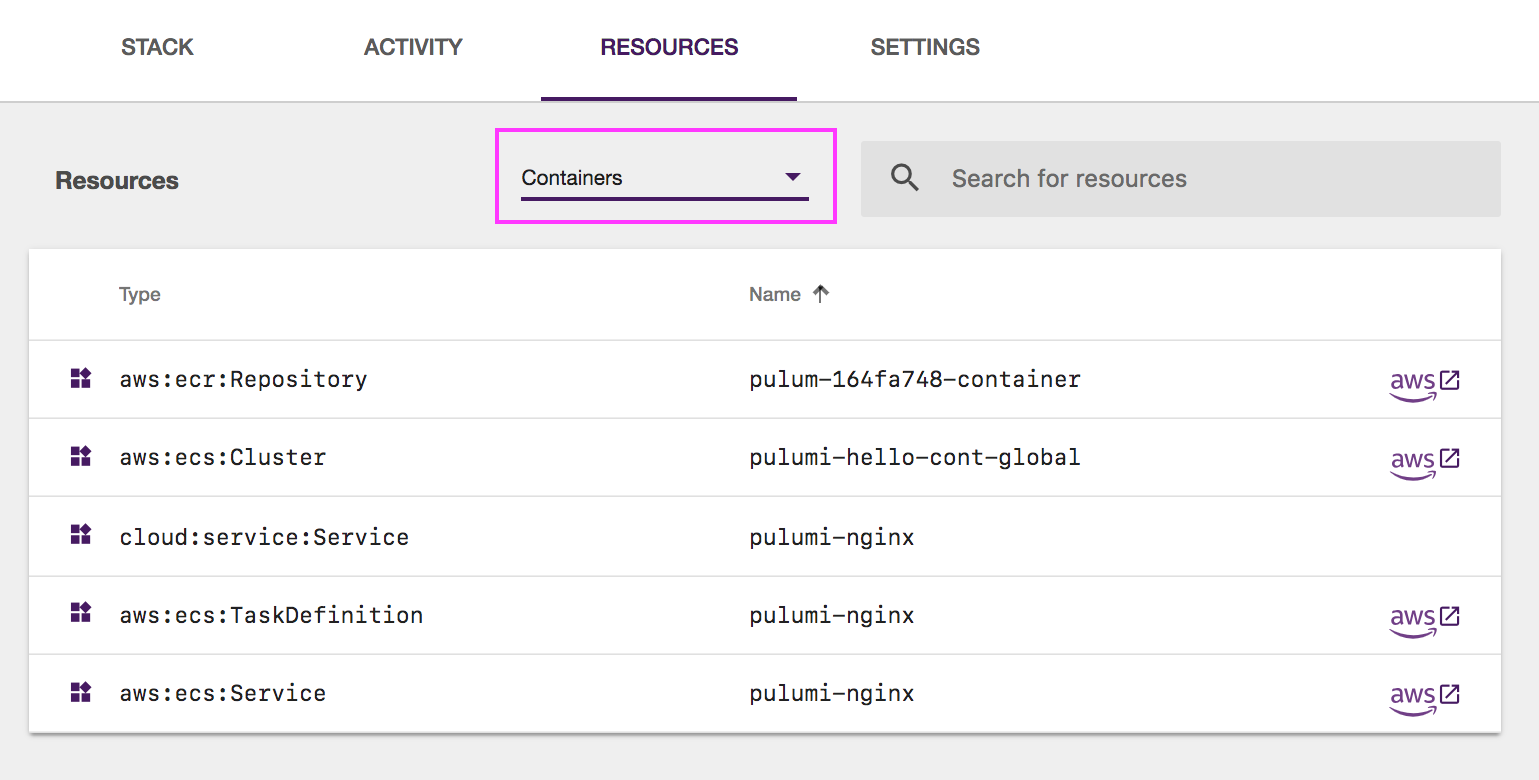 STACK ACTIVITY RESOURCES SETTINGS
Resources Containers Search for resources
Type Name
aws:ecr:Repository pulum-164fa748-container aws
aws:ecs:Cluster pulumi-hello-cont-global aws
cloud:service:Service pulumi-nginx
aws:ecs:TaskDefinition pulumi-nginx aws
aws:ecs:Service pulumi-nginx aws